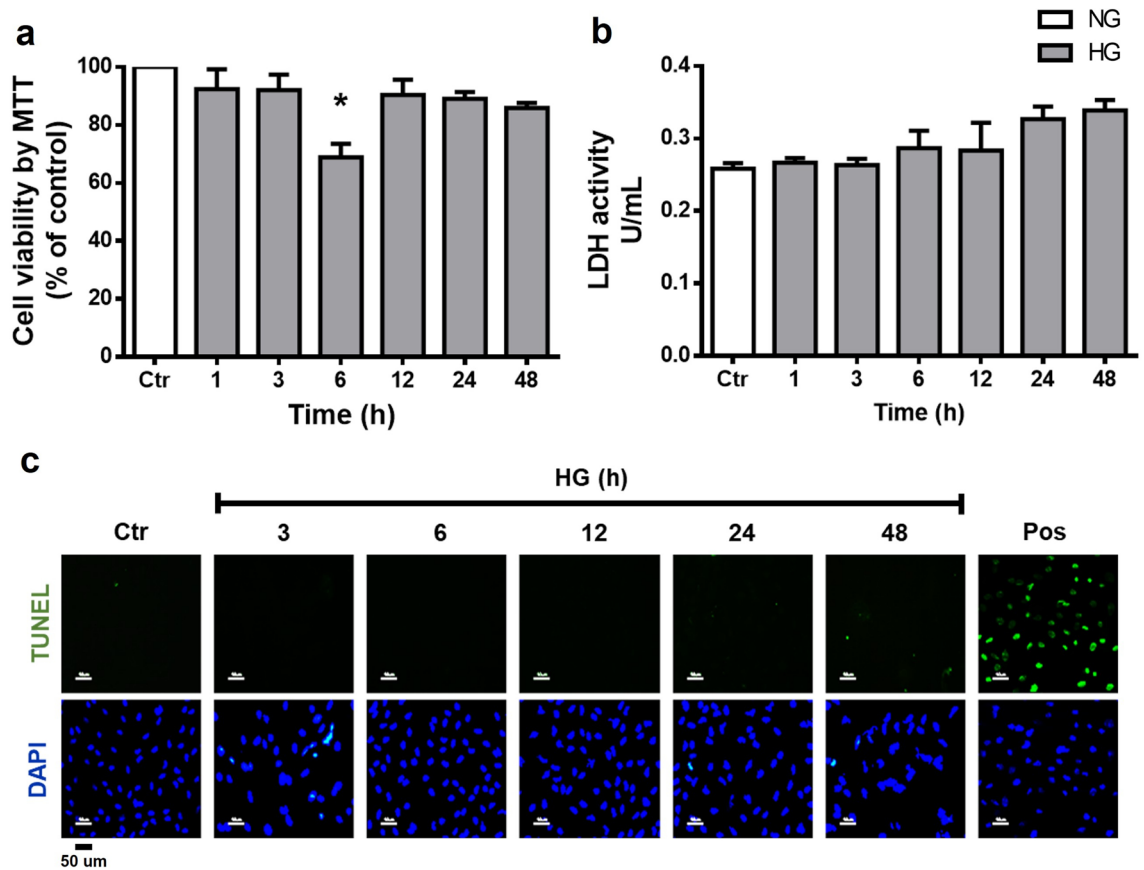 a
Cell viability by MTT
(% of control)
100
80
60
40
20
0
*
Ctr 1 3 6 12 24 48
Time (h)
b
NG
HG
LDH activity
U/mL
0.4
0.3
0.2
0.1
0.0
Ctr 1 3 6 12 24 48
Time (h)
c
HG (h)
Ctr 3 6 12 24 48 Pos
TUNEL
DAPI
50 um